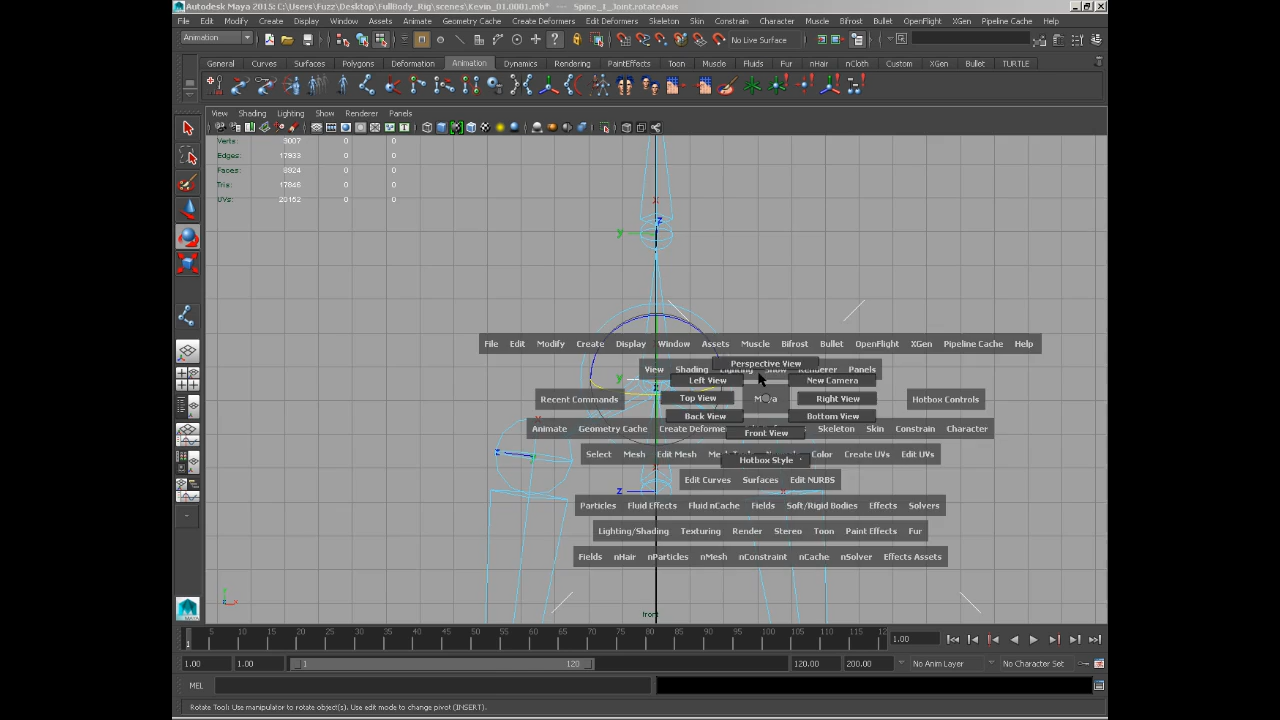 Autodesk Maya 2015: C:\Users\Fuzz\Desktop\FullBody_Rig\scenes\Kevin_01.0001.mb* - Spine_1_Joint.rotateAxis
File Edit Modify Create Display Window Assets Animate Geometry Cache Create Deformers Edit Deformers Skeleton Skin Constrain Character Muscle Bifrost Bullet OpenFlight XGen Pipeline Cache Help
Animation No Live Surface
General Curves Surfaces Polygons Deformation Animation Dynamics Rendering PaintEffects Toon Muscle Fluids Fur nHair nCloth Custom XGen Bullet TURTLE
View Shading Lighting Show Renderer Panels
Verts: 9007 0 0
Edges: 17933 0 0
Faces: 8924 0 0
Tris: 17846 0 0
UVs: 20152 0 0
x
z
y
File Edit Modify Create Display Window Assets Muscle Bifrost Bullet OpenFlight XGen Pipeline Cache Help
Perspective View
View Shading Lighting Show Renderer Panels
y Left View New Camera
Recent Commands Top View Maya Right View Hotbox Controls
Back View Bottom View
Animate Geometry Cache Create Deforme Front View Skeleton Skin Constrain Character
Select Mesh Edit Mesh Color Create UVs Edit UVs
Hotbox Style
Edit Curves Surfaces Edit NURBS
z
Particles Fluid Effects Fluid nCache Fields Soft/Rigid Bodies Effects Solvers
Lighting/Shading Texturing Render Stereo Toon Paint Effects Fur
Fields nHair nParticles nMesh nConstraint nCache nSolver Effects Assets
front
1 5 10 15 20 25 30 35 40 45 50 55 60 65 70 75 80 85 90 95 100 105 110 115 12 1.00
1.00 1.00 1 120 120.00 200.00 No Anim Layer No Character Set
MEL
Rotate Tool: Use manipulator to rotate object(s). Use edit mode to change pivot (INSERT).